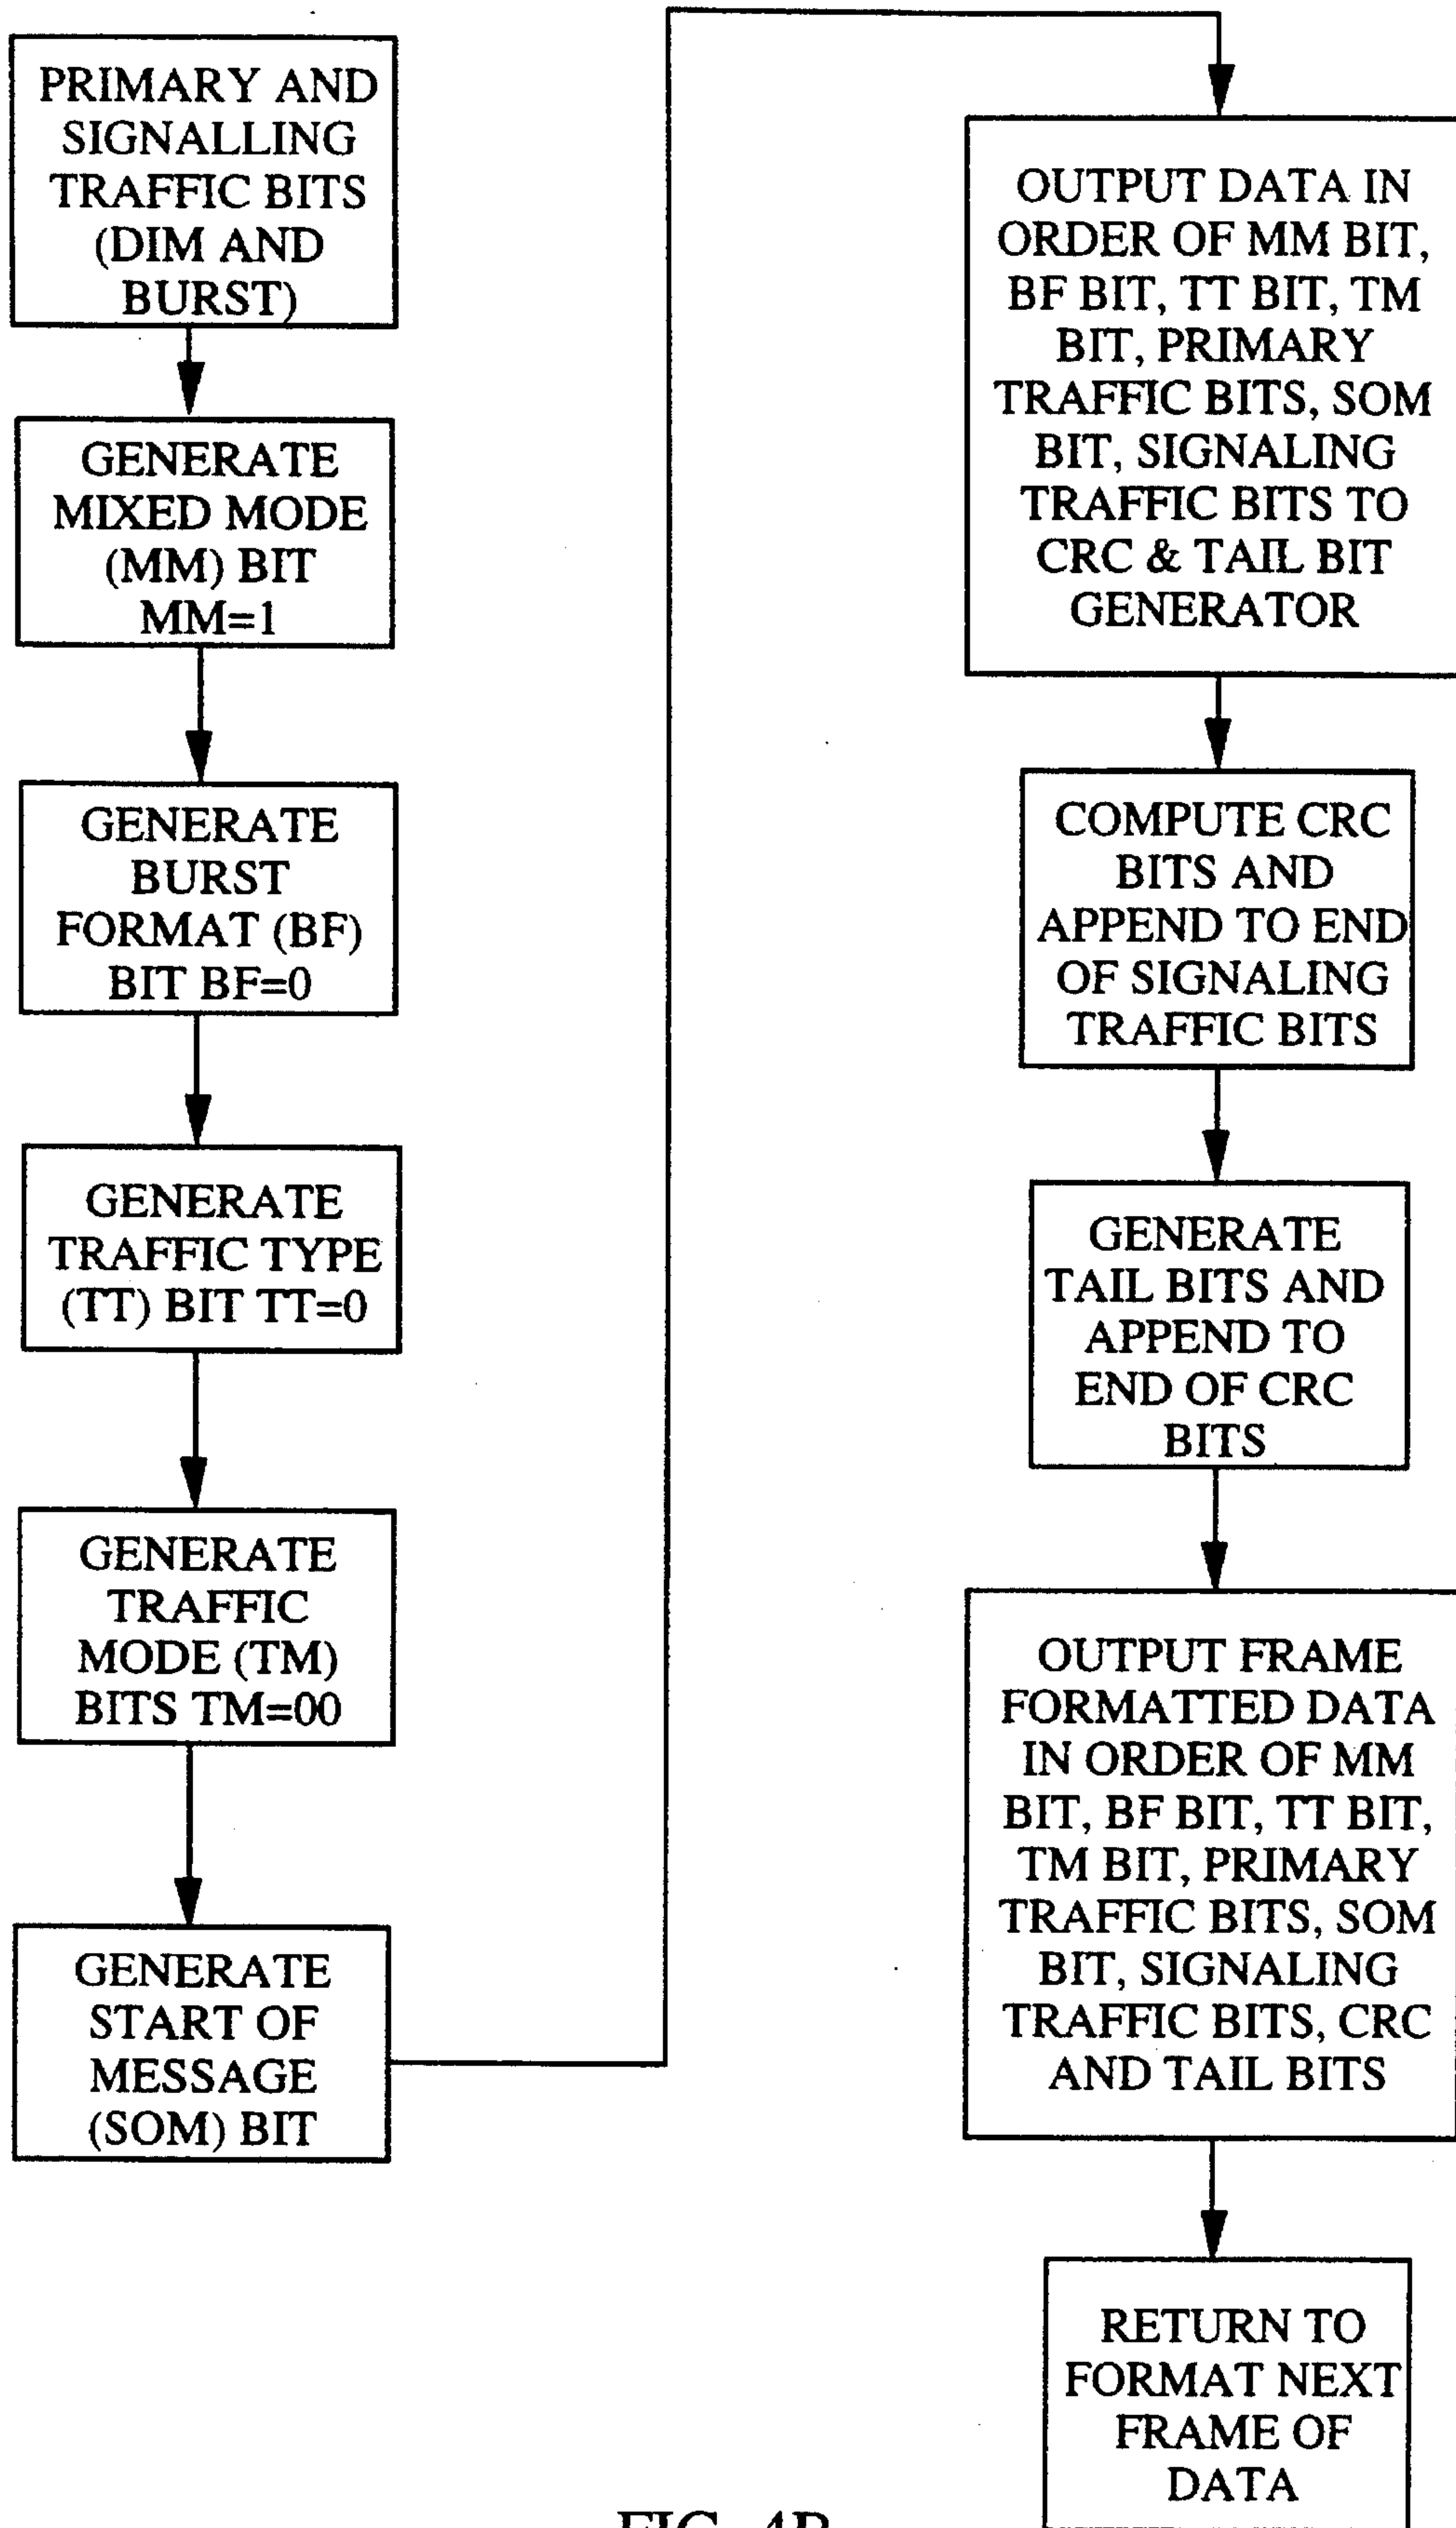 PRIMARY AND
SIGNALLING
TRAFFIC BITS
(DIM AND
BURST)
GENERATE
MIXED MODE
(MM) BIT
MM=1
GENERATE
BURST
FORMAT (BF)
BIT BF=0
GENERATE
TRAFFIC TYPE
(TT) BIT TT=0
GENERATE
TRAFFIC
MODE (TM)
BITS TM=00
GENERATE
START OF
MESSAGE
(SOM) BIT
OUTPUT DATA IN
ORDER OF MM BIT,
BF BIT, TT BIT, TM
BIT, PRIMARY
TRAFFIC BITS, SOM
BIT, SIGNALING
TRAFFIC BITS TO
CRC & TAIL BIT
GENERATOR
COMPUTE CRC
BITS AND
APPEND TO END
OF SIGNALING
TRAFFIC BITS
GENERATE
TAIL BITS AND
APPEND TO
END OF CRC
BITS
OUTPUT FRAME
FORMATTED DATA
IN ORDER OF MM
BIT, BF BIT, TT BIT,
TM BIT, PRIMARY
TRAFFIC BITS, SOM
BIT, SIGNALING
TRAFFIC BITS, CRC
AND TAIL BITS
RETURN TO
FORMAT NEXT
FRAME OF
DATA
FIG.